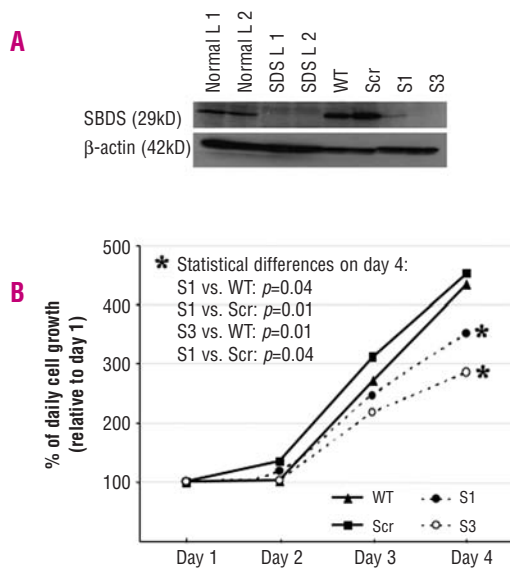 A
Normal L 1
Normal L 2
SDS L 1
SDS L 2
WT
Scr
S1
S3
SBDS (29kD)
β-actin (42kD)
B
% of daily cell growth
(relative to day 1)
500
400
300
200
100
* Statistical differences on day 4:
S1 vs. WT: p=0.04
S1 vs. Scr: p=0.01
S3 vs. WT: p=0.01
S1 vs. Scr: p=0.04
*
*
WT
S1
Scr
S3
Day 1
Day 2
Day 3
Day 4